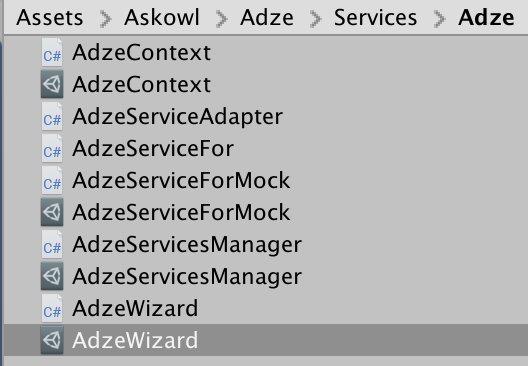 Assets > Askowl > Adze > Services > Adze
C# AdzeContext
AdzeContext
C# AdzeServiceAdapter
C# AdzeServiceFor
C# AdzeServiceForMock
AdzeServiceForMock
C# AdzeServicesManager
AdzeServicesManager
C# AdzeWizard
AdzeWizard